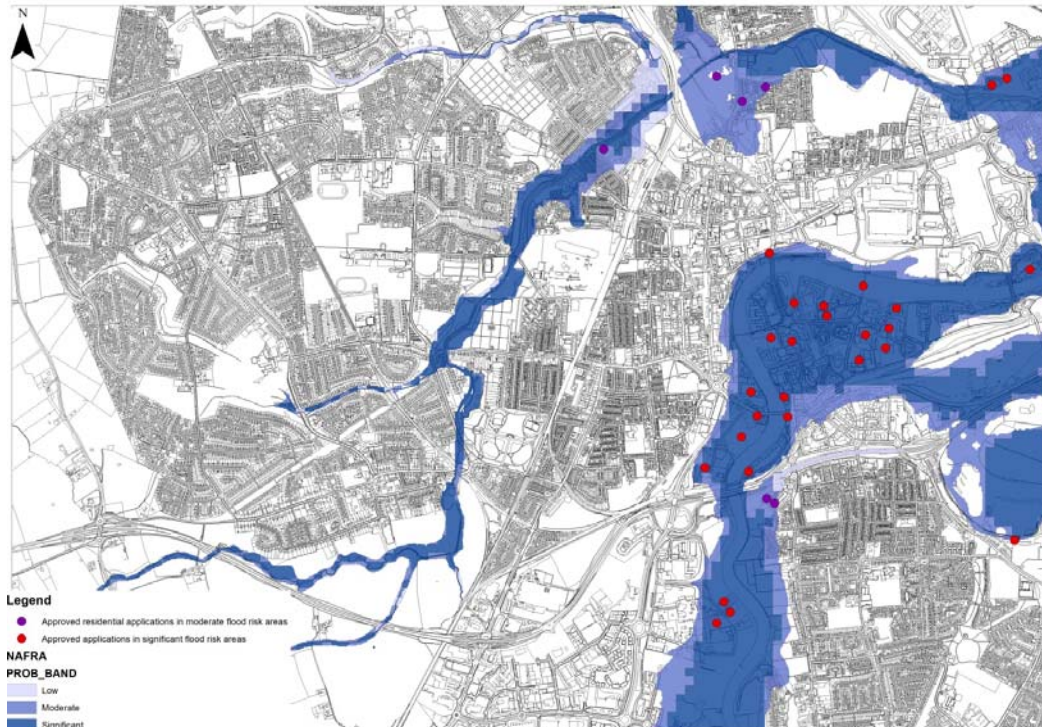 N
Legend
Approved residential applications in moderate flood risk areas
Approved applications in significant flood risk areas
NAFRA
PROB_BAND
Low
Moderate
Significant